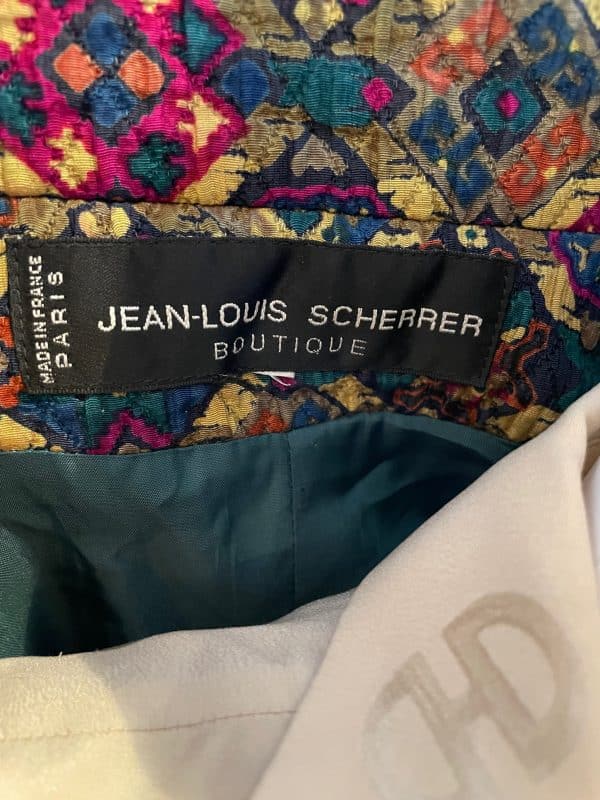 MADE IN FRANCE
PARIS
JEAN-LOUIS SCHERRER
BOUTIQUE